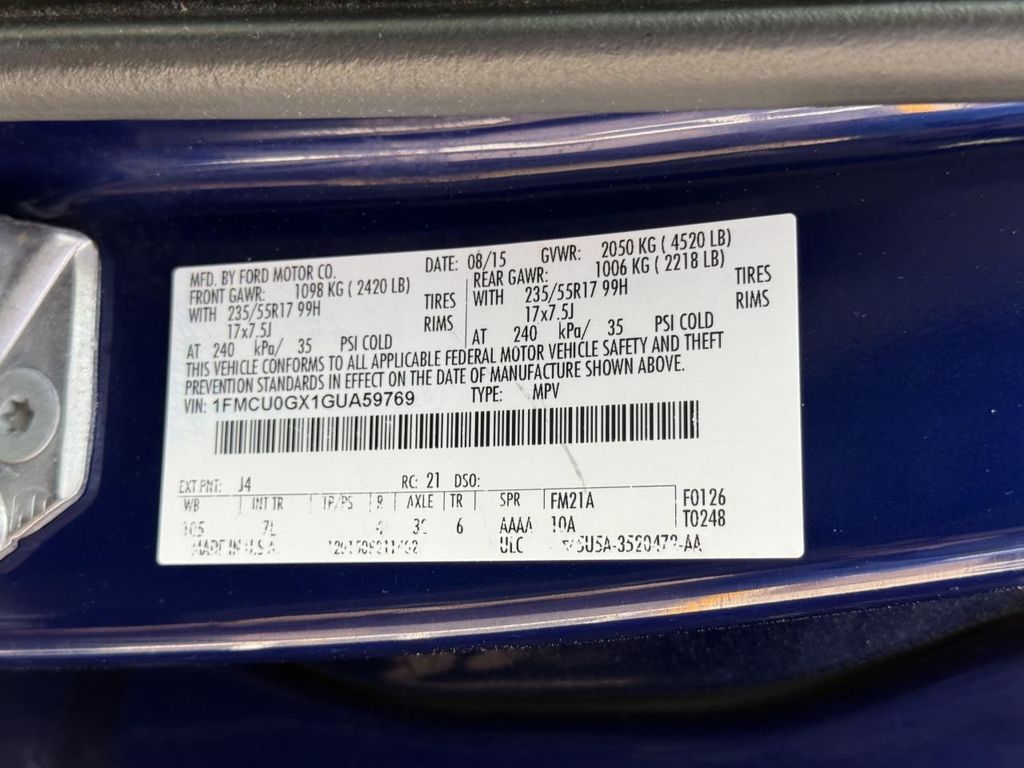 MFD. BY FORD MOTOR CO. DATE: 08/15 GVWR: 2050 KG ( 4520 LB)
FRONT GAWR: 1098 KG ( 2420 LB) REAR GAWR: 1006 KG ( 2218 LB)
WITH 235/55R17 99H TIRES WITH 235/55R17 99H TIRES
17x7.5J RIMS 17x7.5J RIMS
AT 240 kPa/ 35 PSI COLD AT 240 kPa/ 35 PSI COLD
THIS VEHICLE CONFORMS TO ALL APPLICABLE FEDERAL MOTOR VEHICLE SAFETY AND THEFT
PREVENTION STANDARDS IN EFFECT ON THE DATE OF MANUFACTURE SHOWN ABOVE.
VIN: 1FMCU0GX1GUA59769 TYPE: MPV
EXT PNT: J4 RC: 21 DSO:
WB INT TR TP/PS R AXLE TR SPR FM21A F0126
105 7L 6 AAAA 10A T0248
MADE IN U.S.A. ULC